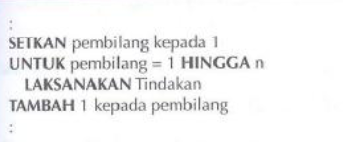 :
SETKAN pembilang kepada 1
UNTUK pembilang = 1 HINGGA n
LAKSANAKAN Tindakan
TAMBAH 1 kepada pembilang
: